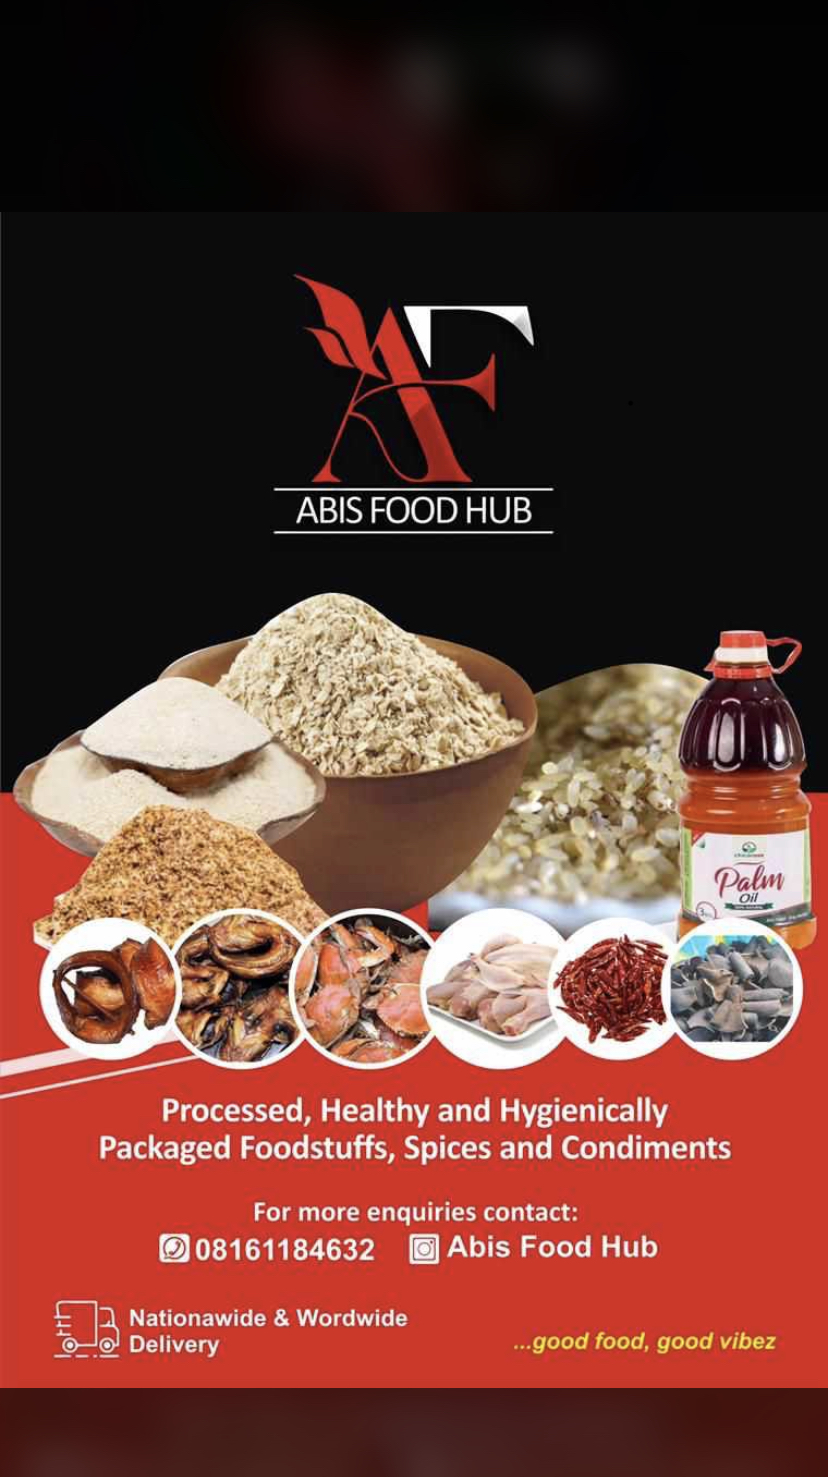 AF
ABIS FOOD HUB
Palm
Oil
Processed, Healthy and Hygienically
Packaged Foodstuffs, Spices and Condiments
For more enquiries contact:
08161184632 Abis Food Hub
Nationawide & Wordwide
Delivery
...good food, good vibez